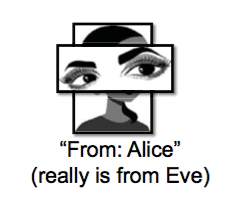 “From: Alice”
(really is from Eve)